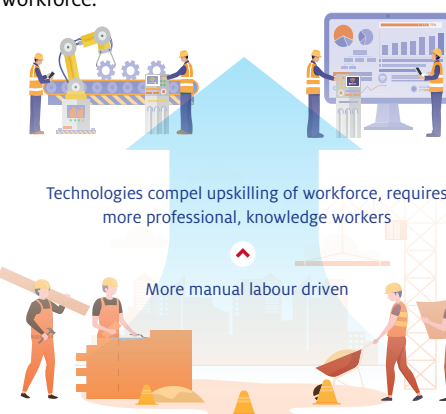 workforce.
Technologies compel upskilling of workforce, requires
more professional, knowledge workers
More manual labour driven